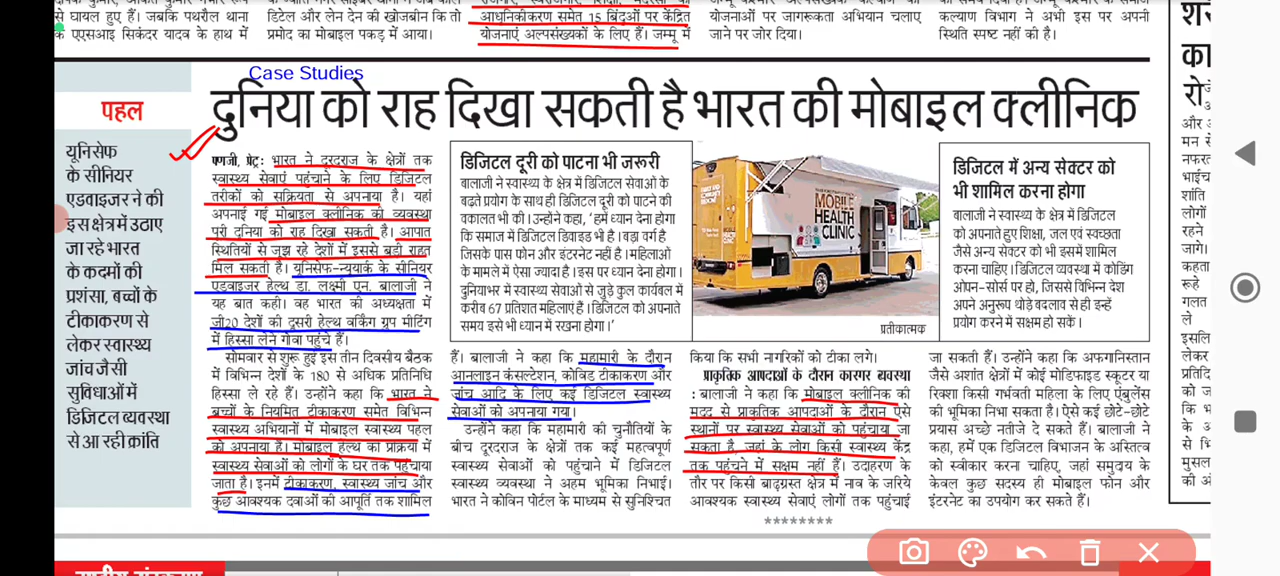 से घायल हुए हैं। जबकि पथरौल थाना
के एएसआई सिकंदर यादव के हाथ में
डिटेल और लेन देन की खोजबीन कि तो
प्रमोद का मोबाइल पकड़ में आया।
आधुनिकीकरण समेत 15 बिंदुओं पर केंद्रित
योजनाएं अल्पसंख्यकों के लिए हैं। जम्मू में
योजनाओं पर जागरूकता अभियान चलाए
जाने पर जोर दिया।
कल्याण विभाग ने अभी इस पर अपनी
स्थिति स्पष्ट नहीं की है।
Case Studies
दुनिया को राह दिखा सकती है भारत की मोबाइल क्लीनिक
पहल
यूनिसेफ
के सीनियर
एडवाइजर ने की
इस क्षेत्र में उठाए
जा रहे भारत
के कदमों की
प्रशंसा, बच्चों के
टीकाकरण से
लेकर स्वास्थ्य
जांच जैसी
सुविधाओं में
डिजिटल व्यवस्था
से आ रही क्रांति
पणजी, प्रेट्र: भारत ने दूरदराज के क्षेत्रों तक
स्वास्थ्य सेवाएं पहुंचाने के लिए डिजिटल
तरीकों को सक्रियता से अपनाया है। यहां
अपनाई गई मोबाइल क्लीनिक की व्यवस्था
पूरी दुनिया को राह दिखा सकती है। आपात
स्थितियों से जूझ रहे देशों में इससे बड़ी राहत
मिल सकती है। यूनिसेफ-न्यूयार्क के सीनियर
एडवाइजर हेल्थ डा. लक्ष्मी एन. बालाजी ने
यह बात कही। वह भारत की अध्यक्षता में
जी20 देशों की दूसरी हेल्थ वर्किंग ग्रुप मीटिंग
में हिस्सा लेने गोवा पहुंचे हैं।
सोमवार से शुरू हुई इस तीन दिवसीय बैठक
में विभिन्न देशों के 180 से अधिक प्रतिनिधि
हिस्सा ले रहे हैं। उन्होंने कहा कि भारत ने
बच्चों के नियमित टीकाकरण समेत विभिन्न
स्वास्थ्य अभियानों में मोबाइल स्वास्थ्य पहल
को अपनाया है। मोबाइल हेल्थ की प्रक्रिया में
स्वास्थ्य सेवाओं को लोगों के घर तक पहुंचाया
जाता है। इनमें टीकाकरण, स्वास्थ्य जांच और
कुछ आवश्यक दवाओं की आपूर्ति तक शामिल
डिजिटल दूरी को पाटना भी जरूरी
बालाजी ने स्वास्थ्य के क्षेत्र में डिजिटल सेवाओं के
बढ़ते प्रयोग के साथ ही डिजिटल दूरी को पाटने की
वकालत भी की। उन्होंने कहा, 'हमें ध्यान देना होगा
कि समाज में डिजिटल डिवाइड भी है। बड़ा वर्ग है
जिसके पास फोन और इंटरनेट नहीं है। महिलाओं
के मामले में ऐसा ज्यादा है। इस पर ध्यान देना होगा।
दुनियाभर में स्वास्थ्य सेवाओं से जुड़े कुल कार्यबल में
करीब 67 प्रतिशत महिलाएं हैं। डिजिटल को अपनाते
समय इसे भी ध्यान में रखना होगा।'
MOBILE
HEALTH
CLINIC
प्रतीकात्मक
डिजिटल में अन्य सेक्टर को
भी शामिल करना होगा
बालाजी ने स्वास्थ्य के क्षेत्र में डिजिटल
को अपनाते हुए शिक्षा, जल एवं स्वच्छता
जैसे अन्य सेक्टर को भी इसमें शामिल
करना चाहिए। डिजिटल व्यवस्था में कोडिंग
ओपन-सोर्स पर हो, जिससे विभिन्न देश
अपने अनुरूप थोड़े बदलाव से ही इन्हें
प्रयोग करने में सक्षम हो सकें।
हैं। बालाजी ने कहा कि महामारी के दौरान
आनलाइन कंसल्टेशन, कोविड टीकाकरण और
जांच आदि के लिए कई डिजिटल स्वास्थ्य
सेवाओं को अपनाया गया।
उन्होंने कहा कि महामारी की चुनौतियों के
बीच दूरदराज के क्षेत्रों तक कई महत्वपूर्ण
स्वास्थ्य सेवाओं को पहुंचाने में डिजिटल
स्वास्थ्य व्यवस्था ने अहम भूमिका निभाई।
भारत ने कोविन पोर्टल के माध्यम से सुनिश्चित
किया कि सभी नागरिकों को टीका लगे।
प्राकृतिक आपदाओं के दौरान कारगर व्यवस्था
: बालाजी ने कहा कि मोबाइल क्लीनिक की
मदद से प्राकृतिक आपदाओं के दौरान ऐसे
स्थानों पर स्वास्थ्य सेवाओं को पहुंचाया जा
सकता है, जहां के लोग किसी स्वास्थ्य केंद्र
तक पहुंचने में सक्षम नहीं हैं। उदाहरण के
तौर पर किसी बाढ़ग्रस्त क्षेत्र में नाव के जरिये
आवश्यक स्वास्थ्य सेवाएं लोगों तक पहुंचाई
जा सकती हैं। उन्होंने कहा कि अफगानिस्तान
जैसे अशांत क्षेत्रों में कोई मोडिफाइड स्कूटर या
रिक्शा किसी गर्भवती महिला के लिए एंबुलेंस
की भूमिका निभा सकता है। ऐसे कई छोटे-छोटे
प्रयास अच्छे नतीजे दे सकते हैं। बालाजी ने
कहा, हमें एक डिजिटल विभाजन के अस्तित्व
को स्वीकार करना चाहिए, जहां समुदाय के
केवल कुछ सदस्य ही मोबाइल फोन और
इंटरनेट का उपयोग कर सकते हैं।
********
का
रो
और
मन से
नफरत
भाईच
शांति
लोगों
रहने
जागे।
कहता
रूहे
गलत
ले
इसलि
लेकर
प्रतिदि
को ज
कि भ
के अ
से भि
मुसल
की अ